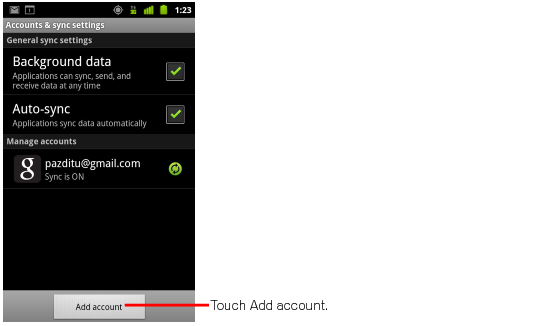 1:23
Accounts & sync settings
General sync settings
Background data
Applications can sync, send, and
receive data at any time
Auto-sync
Applications sync data automatically
Manage accounts
g
pazditu@gmail.com
Sync is ON
Add account
Touch Add account.